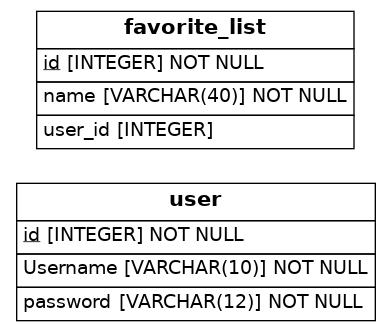 favorite_list
id [INTEGER] NOT NULL
name [VARCHAR(40)] NOT NULL
user_id [INTEGER]
user
id [INTEGER] NOT NULL
Username [VARCHAR(10)] NOT NULL
password [VARCHAR(12)] NOT NULL